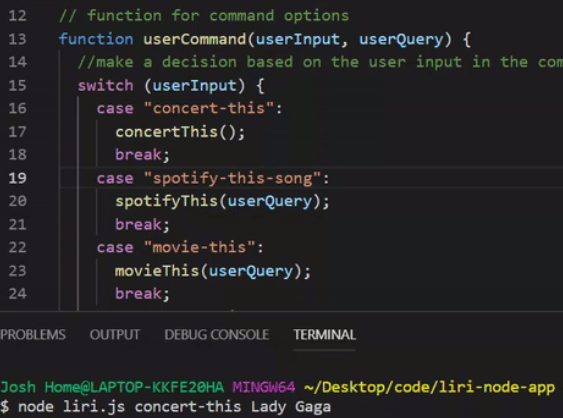 12 // function for command options
13 function userCommand(userInput, userQuery) {
14 //make a decision based on the user input in the com
15 switch (userInput) {
16 case "concert-this":
17 concertThis();
18 break;
19 case "spotify-this-song":
20 spotifyThis(userQuery);
21 break;
22 case "movie-this":
23 movieThis(userQuery);
24 break;
PROBLEMS OUTPUT DEBUG CONSOLE TERMINAL
Josh Home@LAPTOP-KKFE20HA MINGW64 ~/Desktop/code/liri-node-app
$ node liri.js concert-this Lady Gaga